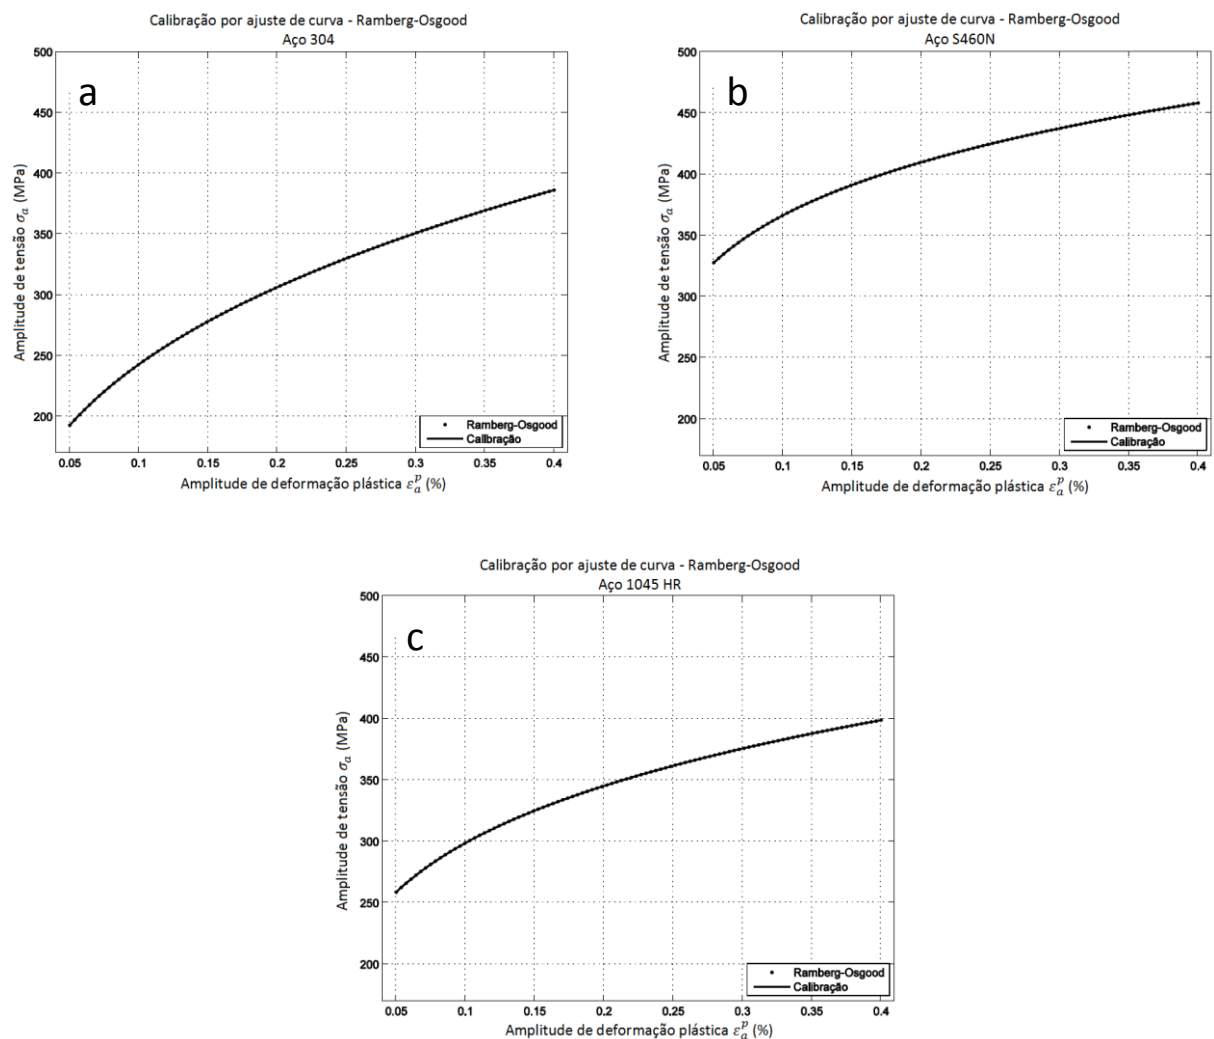 Calibração por ajuste de curva - Ramberg-Osgood
Aço 304
a
500
450
400
350
300
250
200
Amplitude de tensão σₐ (MPa)
Ramberg-Osgood
Calibração
0.05 0.1 0.15 0.2 0.25 0.3 0.35 0.4
Amplitude de deformação plástica εₐᵖ (%)
Calibração por ajuste de curva - Ramberg-Osgood
Aço S460N
b
500
450
400
350
300
250
200
Amplitude de tensão σₐ (MPa)
Ramberg-Osgood
Calibração
0.05 0.1 0.15 0.2 0.25 0.3 0.35 0.4
Amplitude de deformação plástica εₐᵖ (%)
Calibração por ajuste de curva - Ramberg-Osgood
Aço 1045 HR
c
500
450
400
350
300
250
200
Amplitude de tensão σₐ (MPa)
Ramberg-Osgood
Calibração
0.05 0.1 0.15 0.2 0.25 0.3 0.35 0.4
Amplitude de deformação plástica εₐᵖ (%)